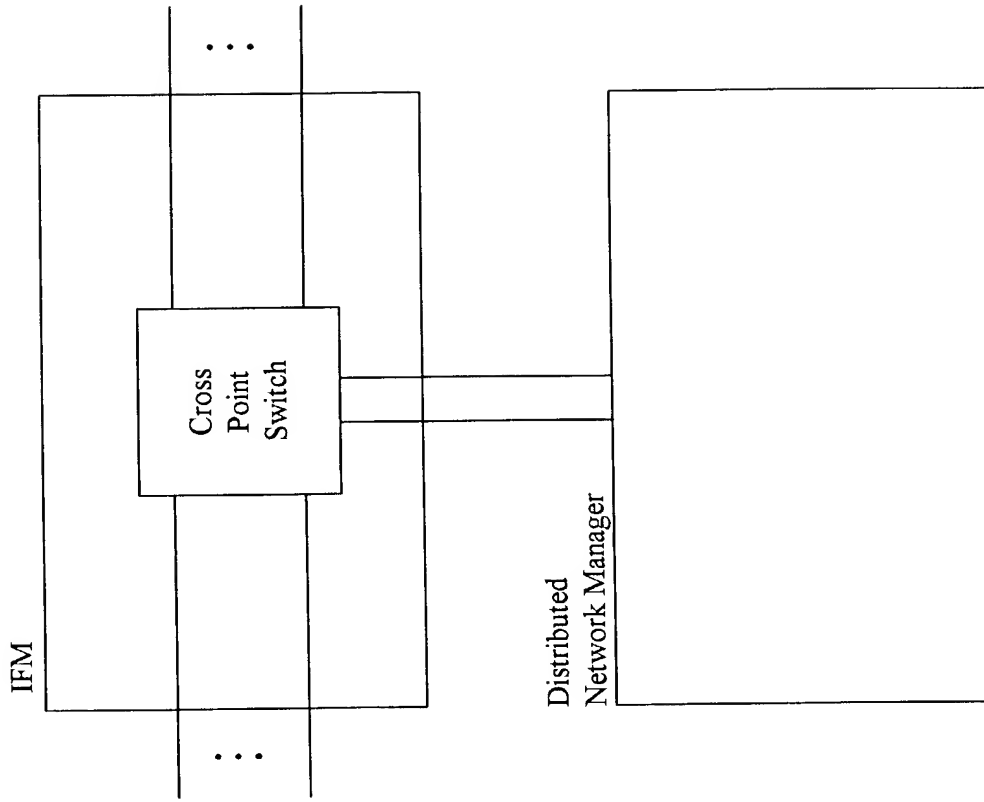 IFM
Cross
Point
Switch
Distributed
Network Manager